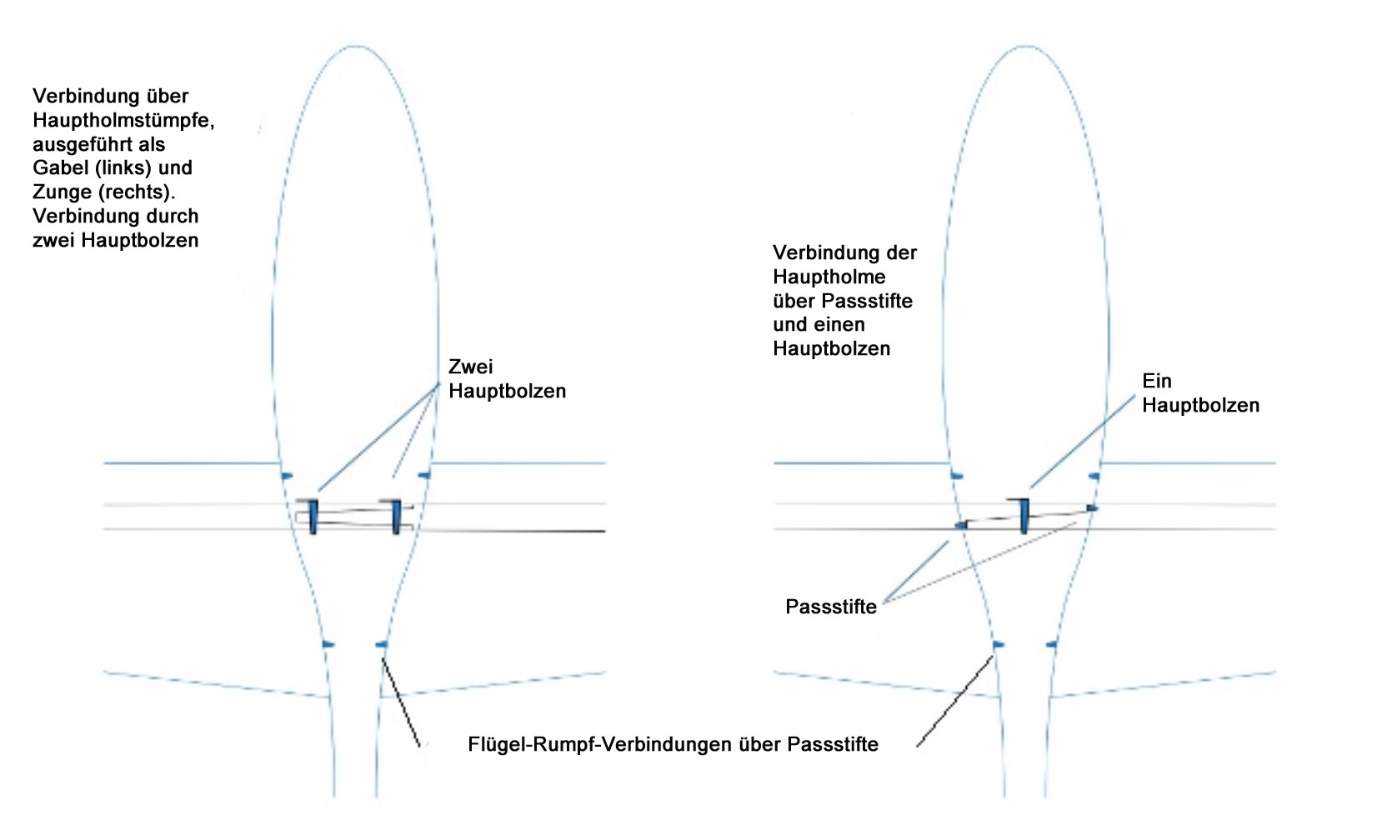 Verbindung über
Hauptholmstümpfe,
ausgeführt als
Gabel (links) und
Zunge (rechts).
Verbindung durch
zwei Hauptbolzen
Zwei
Hauptbolzen
Verbindung der
Hauptholme
über Passstifte
und einen
Hauptbolzen
Ein
Hauptbolzen
Passstifte
Flügel-Rumpf-Verbindungen über Passstifte